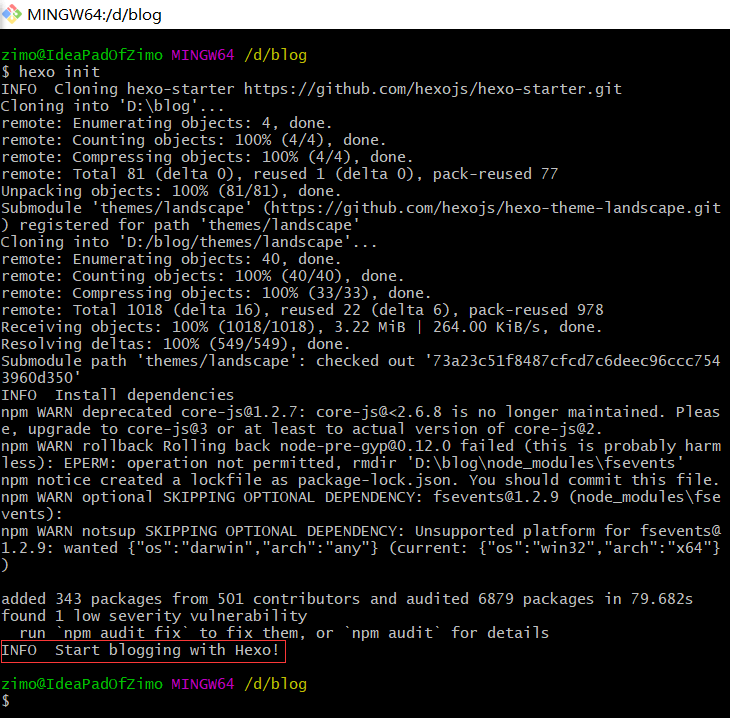 MINGW64:/d/blog
zimo@IdeaPadOfZimo MINGW64 /d/blog
$ hexo init
INFO  Cloning hexo-starter https://github.com/hexojs/hexo-starter.git
Cloning into 'D:\blog'...
remote: Enumerating objects: 4, done.
remote: Counting objects: 100% (4/4), done.
remote: Compressing objects: 100% (4/4), done.
remote: Total 81 (delta 0), reused 1 (delta 0), pack-reused 77
Unpacking objects: 100% (81/81), done.
Submodule 'themes/landscape' (https://github.com/hexojs/hexo-theme-landscape.git
) registered for path 'themes/landscape'
Cloning into 'D:/blog/themes/landscape'...
remote: Enumerating objects: 40, done.
remote: Counting objects: 100% (40/40), done.
remote: Compressing objects: 100% (33/33), done.
remote: Total 1018 (delta 16), reused 22 (delta 6), pack-reused 978
Receiving objects: 100% (1018/1018), 3.22 MiB | 264.00 KiB/s, done.
Resolving deltas: 100% (549/549), done.
Submodule path 'themes/landscape': checked out '73a23c51f8487cfcd7c6deec96ccc754
3960d350'
INFO  Install dependencies
npm WARN deprecated core-js@1.2.7: core-js@<2.6.8 is no longer maintained. Pleas
e, upgrade to core-js@3 or at least to actual version of core-js@2.
npm WARN rollback Rolling back node-pre-gyp@0.12.0 failed (this is probably harm
less): EPERM: operation not permitted, rmdir 'D:\blog\node_modules\fsevents'
npm notice created a lockfile as package-lock.json. You should commit this file.
npm WARN optional SKIPPING OPTIONAL DEPENDENCY: fsevents@1.2.9 (node_modules\fse
vents):
npm WARN notsup SKIPPING OPTIONAL DEPENDENCY: Unsupported platform for fsevents@
1.2.9: wanted {"os":"darwin","arch":"any"} (current: {"os":"win32","arch":"x64"}
)
added 343 packages from 501 contributors and audited 6879 packages in 79.682s
found 1 low severity vulnerability
  run `npm audit fix` to fix them, or `npm audit` for details
INFO  Start blogging with Hexo!
zimo@IdeaPadOfZimo MINGW64 /d/blog
$